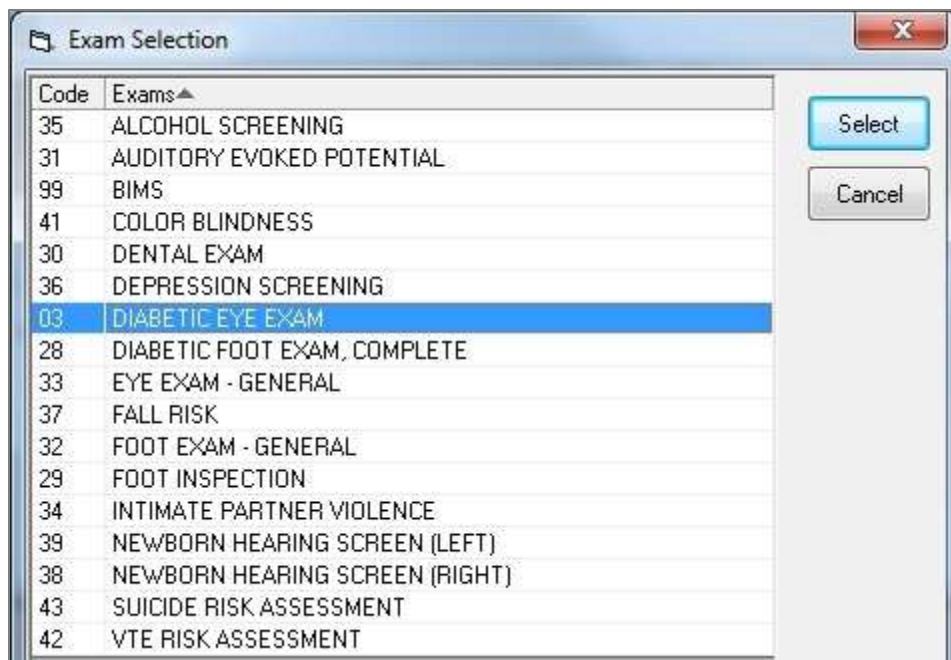 Exam Selection
Code Exams
35 ALCOHOL SCREENING
31 AUDITORY EVOKED POTENTIAL
99 BIMS
41 COLOR BLINDNESS
30 DENTAL EXAM
36 DEPRESSION SCREENING
03 DIABETIC EYE EXAM
28 DIABETIC FOOT EXAM, COMPLETE
33 EYE EXAM - GENERAL
37 FALL RISK
32 FOOT EXAM - GENERAL
29 FOOT INSPECTION
34 INTIMATE PARTNER VIOLENCE
39 NEWBORN HEARING SCREEN (LEFT)
38 NEWBORN HEARING SCREEN (RIGHT)
43 SUICIDE RISK ASSESSMENT
42 VTE RISK ASSESSMENT
Select
Cancel